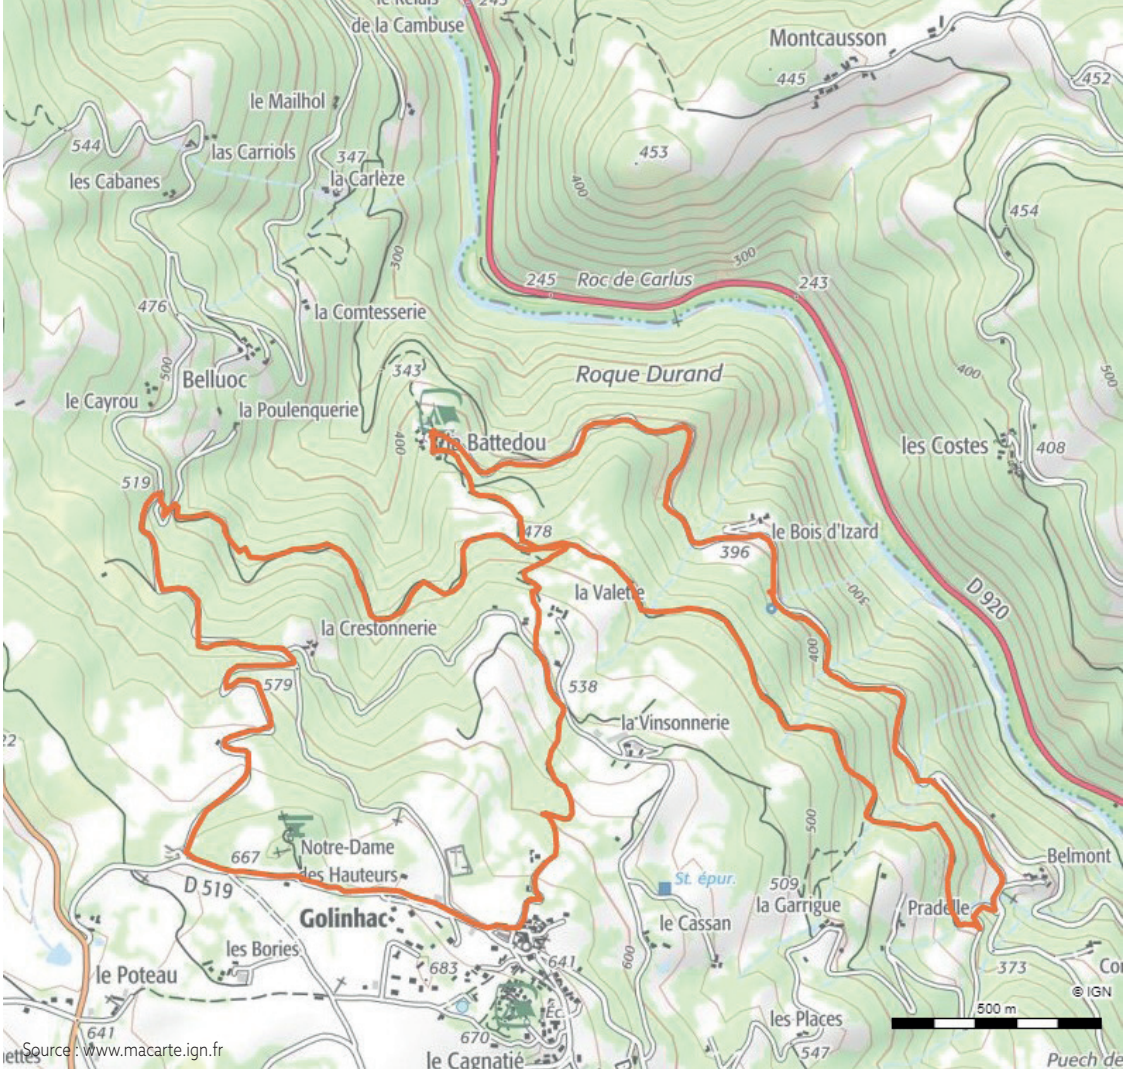 le Relais
245
de la Cambuse
Montcausson
445
452
le Mailhol
544
las Carriols
347
453
les Cabanes
la Carlèze
400
454
300
300
245
Roc de Carlus
243
476
la Comtesserie
500
343
Roque Durand
400
500
Belluoc
le Cayrou
la Poulenquerie
400
la Battedou
les Costes
408
519
478
le Bois d'Izard
396
D 920
la Valette
300
la Crestonnerie
400
579
538
la Vinsonnerie
22
500
Notre-Dame
des Hauteurs
667
Belmont
D 519
St. épur.
509
la Garrigue
Pradelle
Golinhac
le Cassan
les Bories
600
641
683
le Poteau
373
Co
© IGN
500 m
Éc
641
670
les Places
547
Source : www.macarte.ign.fr
ettes
le Cagnatié
Puech de